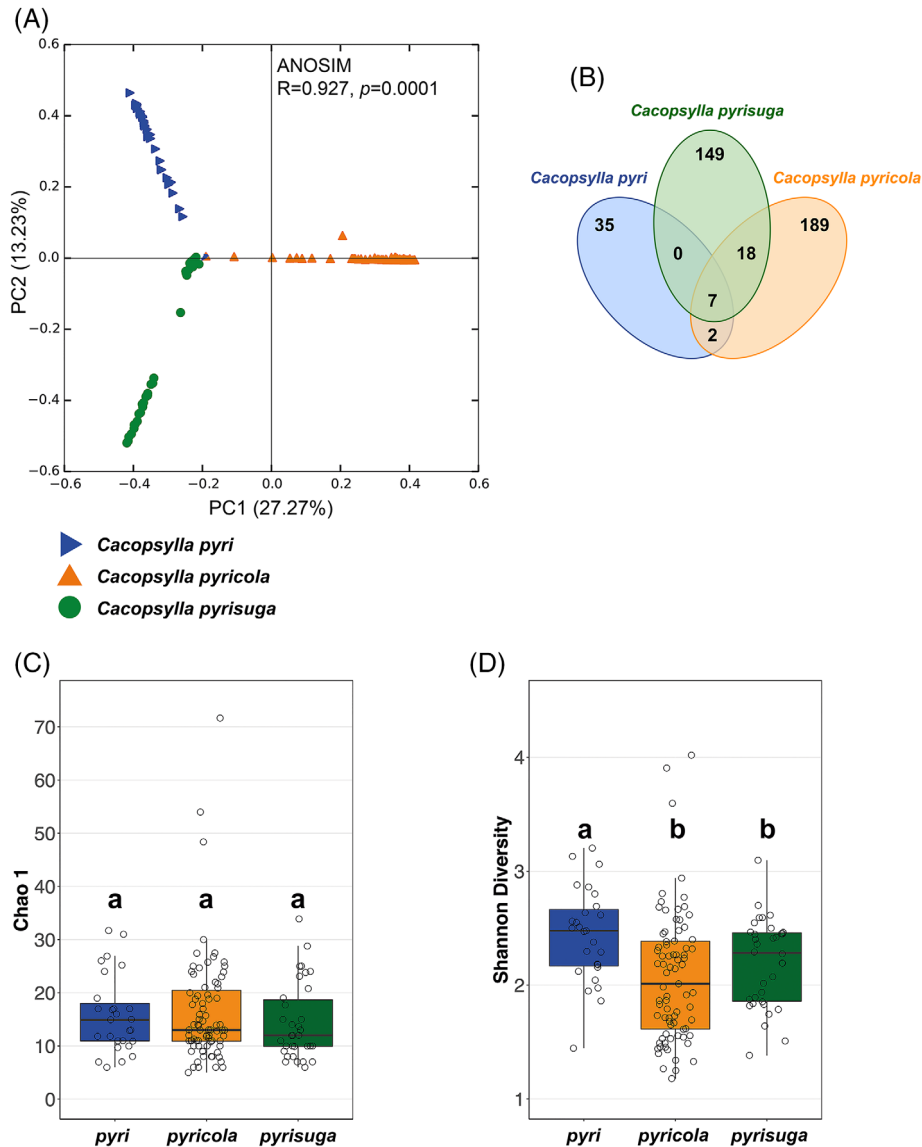 (A)
0.6
0.4
0.2
0.0
−0.2
−0.4
−0.6
PC2 (13.23%)
ANOSIM
R=0.927, p=0.0001
−0.6 −0.4 −0.2 0.0 0.2 0.4 0.6
PC1 (27.27%)
Cacopsylla pyri
Cacopsylla pyricola
Cacopsylla pyrisuga
(B)
Cacopsylla pyrisuga
Cacopsylla pyri
Cacopsylla pyricola
149
35
189
0
18
7
2
(C)
Chao 1
70
60
50
40
30
20
10
0
a a a
pyri pyricola pyrisuga
(D)
Shannon Diversity
4
3
2
1
a b b
pyri pyricola pyrisuga